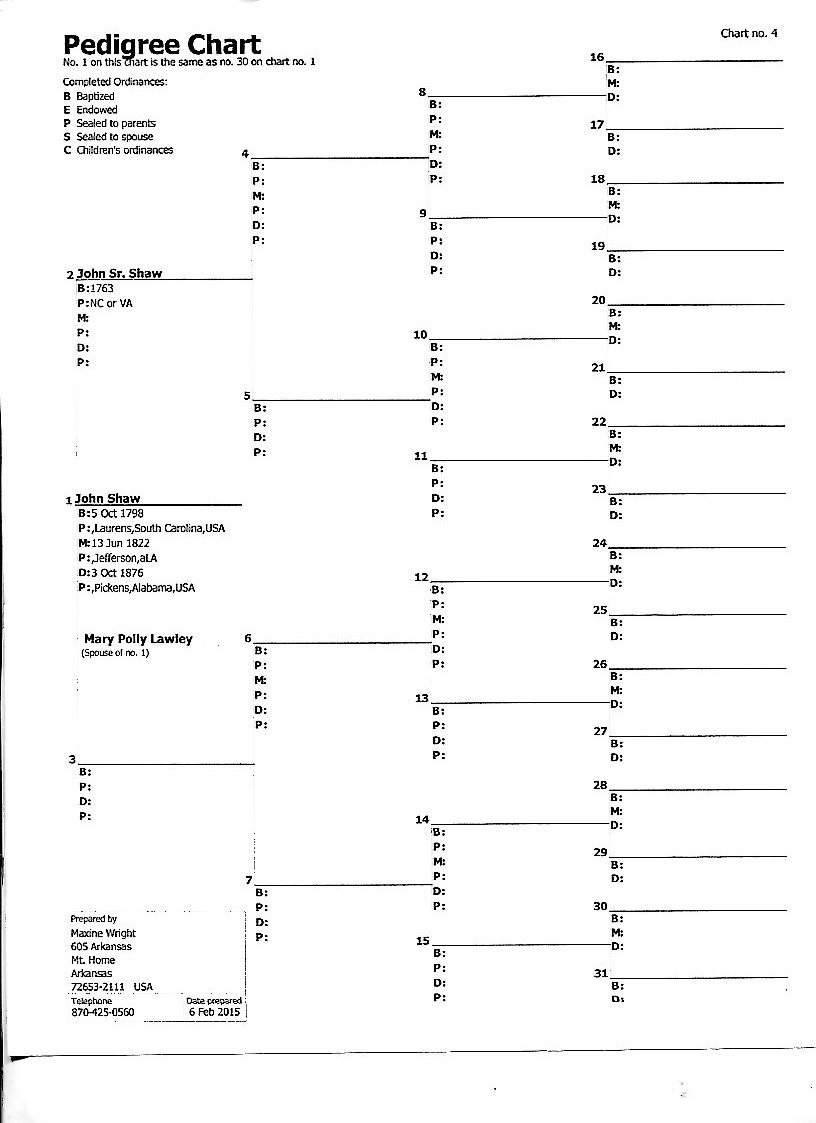 Pedigree Chart
Chart no. 4
No. 1 on this chart is the same as no. 30 on chart no. 1
Completed Ordinances:
B Baptized
E Endowed
P Sealed to parents
S Sealed to spouse
C Children's ordinances
2 John Sr. Shaw
B:1763
P:NC or VA
M:
P:
D:
P:
1 John Shaw
B:5 Oct 1798
P:,Laurens,South Carolina,USA
M:13 Jun 1822
P:,Jefferson,aLA
D:3 Oct 1876
P:,Pickens,Alabama,USA
Mary Polly Lawley
(Spouse of no. 1)
3
B:
P:
D:
P:
Prepared by
Maxine Wright
605 Arkansas
Mt. Home
Arkansas
72653-2111 USA
Telephone Date prepared
870-425-0560 6 Feb 2015
4
B:
P:
M:
P:
D:
P:
5
B:
P:
D:
P:
6
B:
P:
M:
P:
D:
P:
7
B:
P:
D:
P:
8
B:
P:
M:
P:
D:
P:
9
B:
P:
D:
P:
10
B:
P:
M:
P:
D:
P:
11
B:
P:
D:
P:
12
B:
P:
M:
P:
D:
P:
13
B:
P:
D:
P:
14
B:
P:
M:
P:
D:
P:
15
B:
P:
D:
P:
16
B:
M:
D:
17
B:
D:
18
B:
M:
D:
19
B:
D:
20
B:
M:
D:
21
B:
D:
22
B:
M:
D:
23
B:
D:
24
B:
M:
D:
25
B:
D:
26
B:
M:
D:
27
B:
D:
28
B:
M:
D:
29
B:
D:
30
B:
M:
D:
31
B:
D: